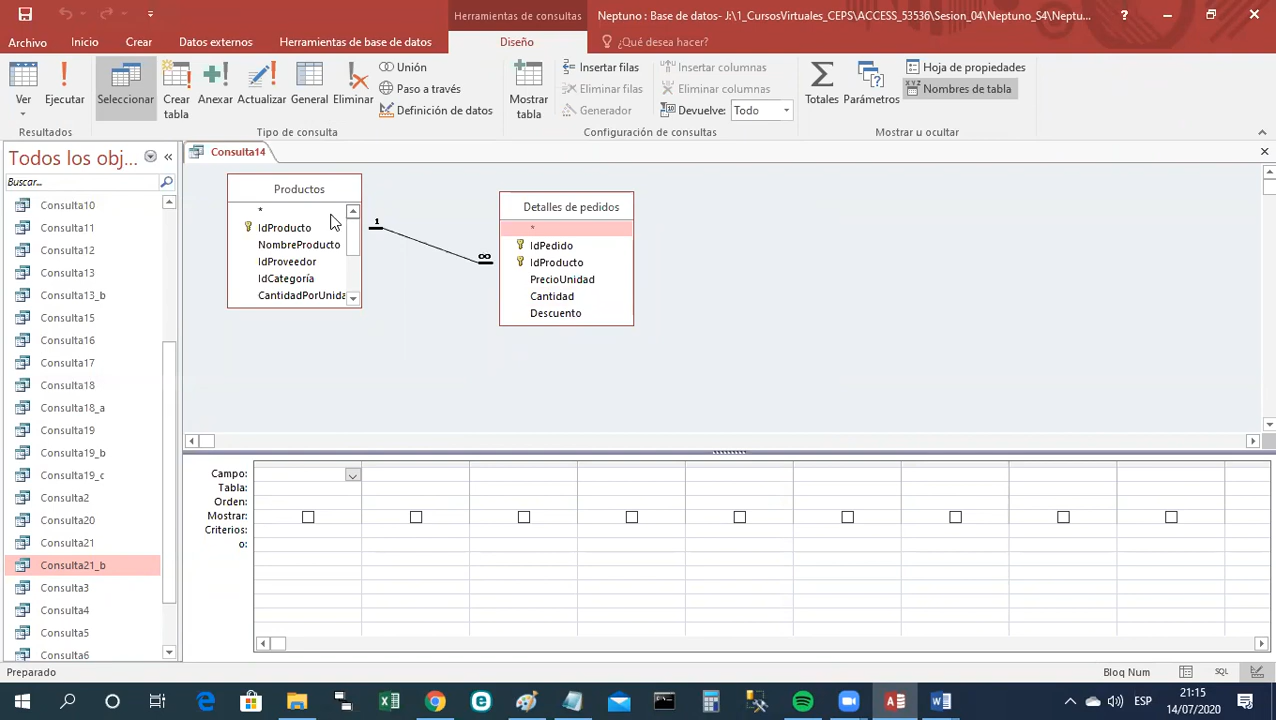 Herramientas de consultas
Neptuno : Base de datos- J:\1_CursosVirtuales_CEPS\ACCESS_53536\Sesion_04\Neptuno_S4\Neptu...
?
Archivo
Inicio
Crear
Datos externos
Herramientas de base de datos
Diseño
¿Qué desea hacer?
Ver
Ejecutar
Seleccionar
Crear
tabla
Anexar
Actualizar
General
Eliminar
Unión
Paso a través
Definición de datos
Mostrar
tabla
Insertar filas
Eliminar filas
Generador
Insertar columnas
Eliminar columnas
Devuelve: Todo
Totales
Parámetros
Hoja de propiedades
XYZ Nombres de tabla
Resultados
Tipo de consulta
Configuración de consultas
Mostrar u ocultar
Todos los obj...
Buscar...
Consulta10
Consulta11
Consulta12
Consulta13
Consulta13_b
Consulta15
Consulta16
Consulta17
Consulta18
Consulta18_a
Consulta19
Consulta19_b
Consulta19_c
Consulta2
Consulta20
Consulta21
Consulta21_b
Consulta3
Consulta4
Consulta5
Consulta6
Consulta14
Productos
*
IdProducto
NombreProducto
IdProveedor
IdCategoría
CantidadPorUnida
1
∞
Detalles de pedidos
*
IdPedido
IdProducto
PrecioUnidad
Cantidad
Descuento
Campo:
Tabla:
Orden:
Mostrar:
Criterios:
o:
Preparado
Bloq Num
SQL
ESP
21:15
14/07/2020